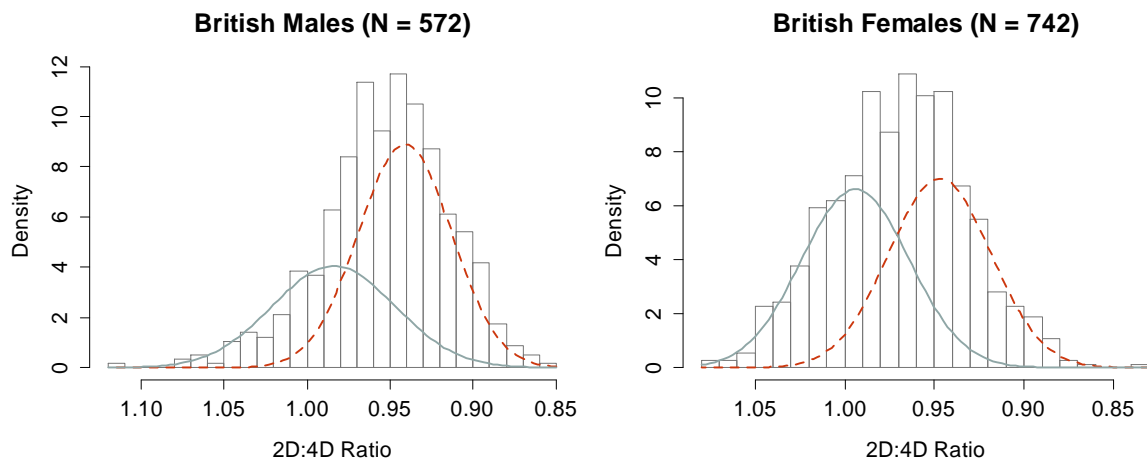 British Males (N = 572)
Density
12
10
8
6
4
2
0
1.10 1.05 1.00 0.95 0.90 0.85
2D:4D Ratio
British Females (N = 742)
Density
10
8
6
4
2
0
1.05 1.00 0.95 0.90 0.85
2D:4D Ratio